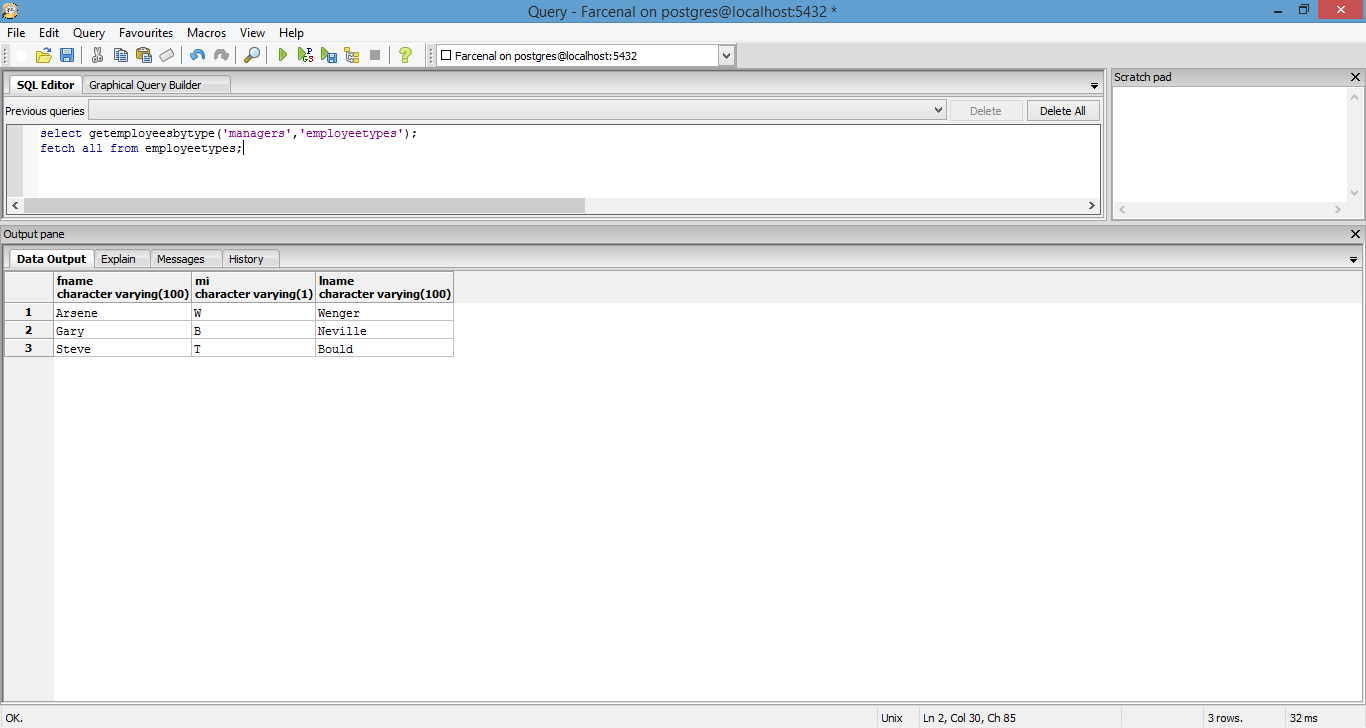 Query - Farcenal on postgres@localhost:5432 *
File Edit Query Favourites Macros View Help
Farcenal on postgres@localhost:5432
SQL Editor Graphical Query Builder
Previous queries Delete Delete All
select getemployeesbytype('managers','employeetypes');
fetch all from employeetypes;
Scratch pad
Output pane
Data Output Explain Messages History
fname mi lname
character varying(100) character varying(1) character varying(100)
1 Arsene W Wenger
2 Gary B Neville
3 Steve T Bould
OK. Unix Ln 2, Col 30, Ch 85 3 rows. 32 ms